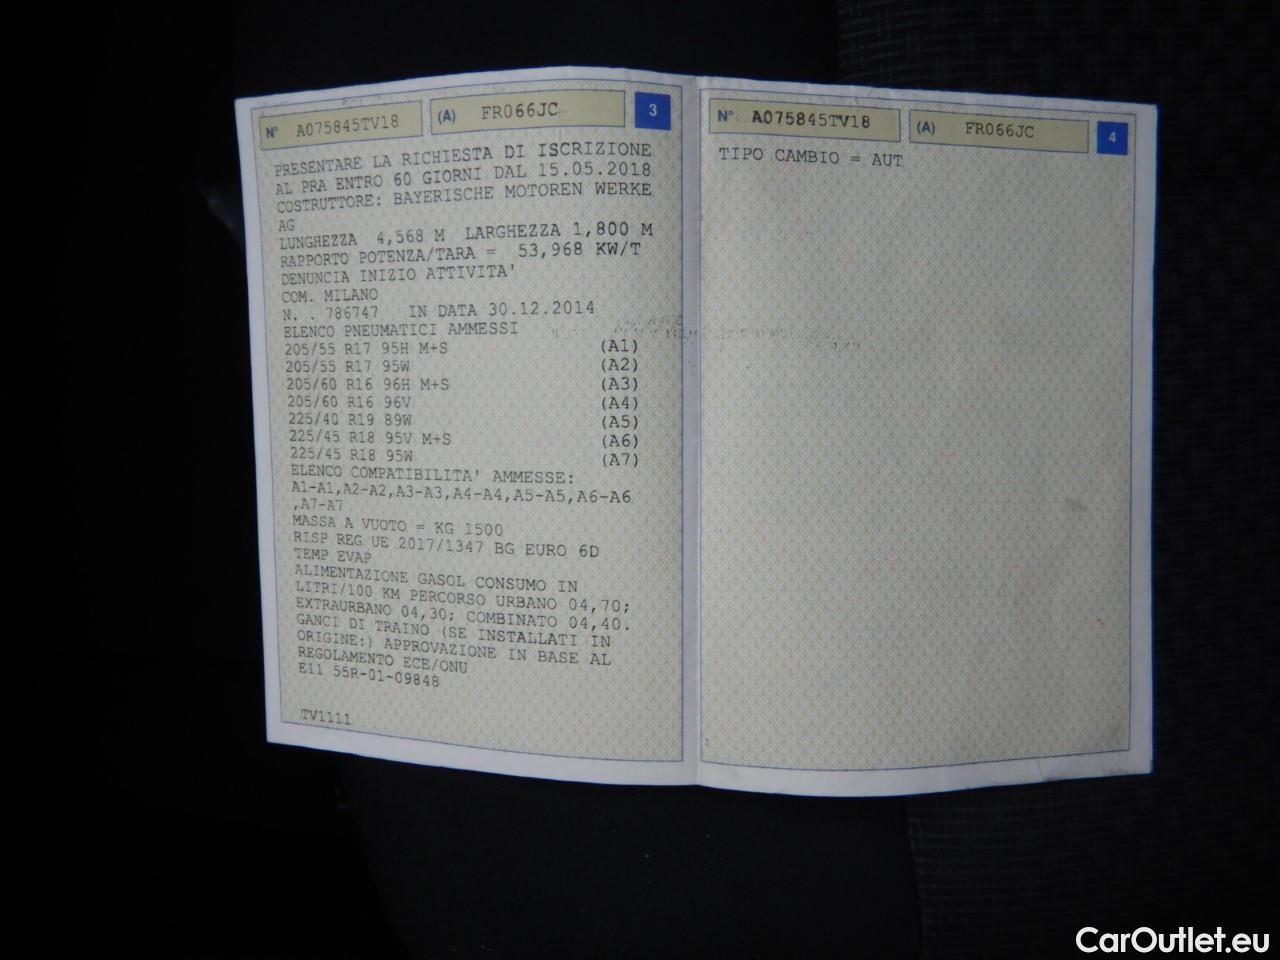 N° A075845TV18 (A) FR066JC 3
PRESENTARE LA RICHIESTA DI ISCRIZIONE
AL PRA ENTRO 60 GIORNI DAL 15.05.2018
COSTRUTTORE: BAYERISCHE MOTOREN WERKE
AG
LUNGHEZZA 4,568 M LARGHEZZA 1,800 M
RAPPORTO POTENZA/TARA = 53,968 KW/T
DENUNCIA INIZIO ATTIVITA'
COM. MILANO
N. . 786747 IN DATA 30.12.2014
ELENCO PNEUMATICI AMMESSI
205/55 R17 95H M+S (A1)
205/55 R17 95W (A2)
205/60 R16 96H M+S (A3)
205/60 R16 96V (A4)
225/40 R19 89W (A5)
225/45 R18 95V M+S (A6)
225/45 R18 95W (A7)
ELENCO COMPATIBILITA' AMMESSE:
A1-A1,A2-A2,A3-A3,A4-A4,A5-A5,A6-A6
,A7-A7
MASSA A VUOTO = KG 1500
RISP REG UE 2017/1347 BG EURO 6D
TEMP EVAP
ALIMENTAZIONE GASOL CONSUMO IN
LITRI/100 KM PERCORSO URBANO 04,70;
EXTRAURBANO 04,30; COMBINATO 04,40.
GANCI DI TRAINO (SE INSTALLATI IN
ORIGINE:) APPROVAZIONE IN BASE AL
REGOLAMENTO ECE/ONU
E11 55R-01-09848
TV1111
N° A075845TV18 (A) FR066JC 4
TIPO CAMBIO = AUT
CarOutlet.eu